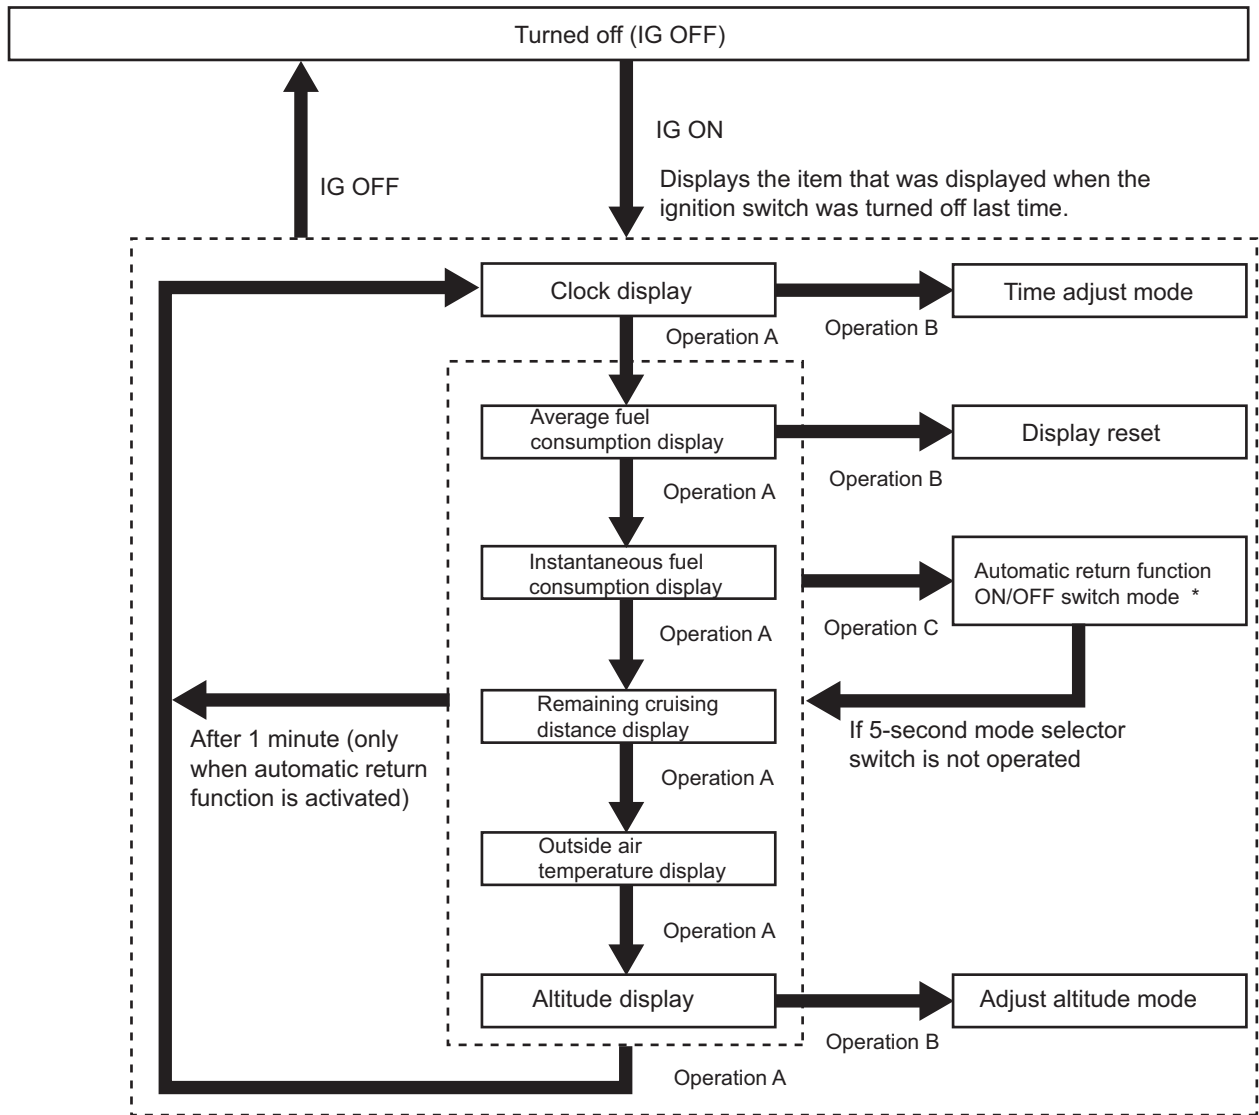 Turned off (IG OFF)
IG ON
IG OFF
Displays the item that was displayed when the
ignition switch was turned off last time.
Clock display
Time adjust mode
Operation A
Operation B
Average fuel
consumption display
Display reset
Operation B
Operation A
Instantaneous fuel
consumption display
Automatic return function
ON/OFF switch mode *
Operation C
Operation A
Remaining cruising
distance display
After 1 minute (only
when automatic return
function is activated)
If 5-second mode selector
switch is not operated
Operation A
Outside air
temperature display
Operation A
Altitude display
Adjust altitude mode
Operation B
Operation A